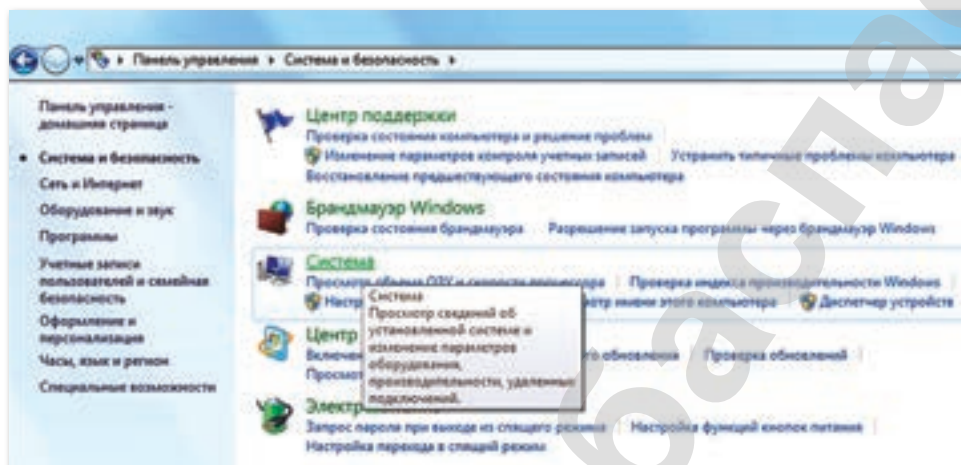 Панель управления ▸ Система и безопасность ▸
Панель управления -
домашняя страница
Система и безопасность
Сеть и Интернет
Оборудование и звук
Программы
Учетные записи
пользователей и семейная
безопасность
Оформление и
персонализация
Часы, язык и регион
Специальные возможности
Центр поддержки
Проверка состояния компьютера и решение проблем
Изменение параметров контроля учетных записей
Устранить типичные проблемы компьютера
Восстановление предшествующего состояния компьютера
Брандмауэр Windows
Проверка состояния брандмауэра
Разрешение запуска программы через брандмауэр Windows
Система
Просмотр объема ОЗУ и скорости процессора
Проверка индекса производительности Windows
имени этого компьютера
Диспетчер устройств
Система
Просмотр сведений об
установленной системе и
изменение параметров
оборудования,
производительности, удаленных
подключений.
Центр
обновления
Проверка обновлений
Запрос пароля при выходе из спящего режима
Настройка функций кнопок питания
Настройка перехода в спящий режим
баспа